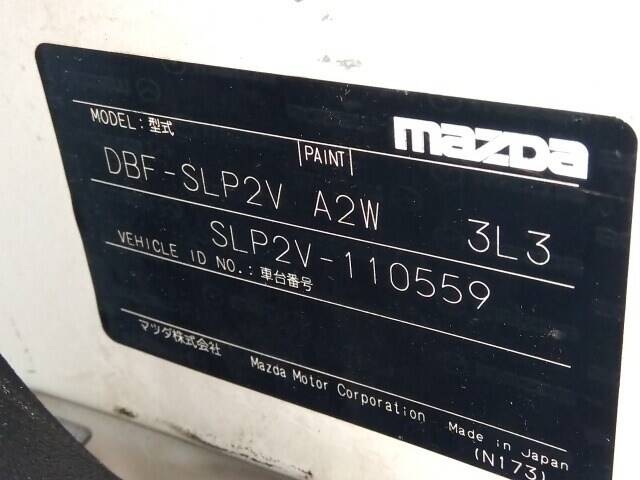 mazda
MODEL:型式
PAINT
DBF-SLP2V A2W 3L3
SLP2V-110559
VEHICLE ID NO.:車台番号
マツダ株式会社
Mazda Motor Corporation
Made in Japan
(N173)